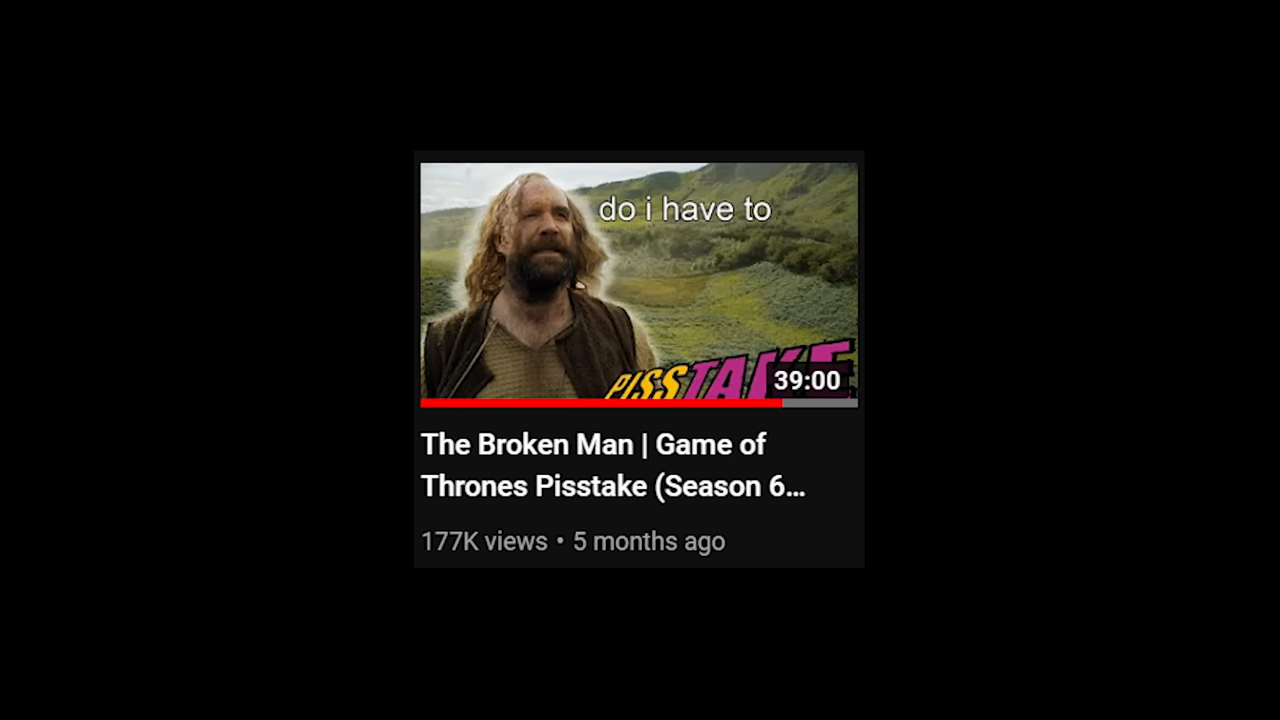 do i have to
PISSTAKE
39:00
The Broken Man | Game of
Thrones Pisstake (Season 6...
177K views • 5 months ago